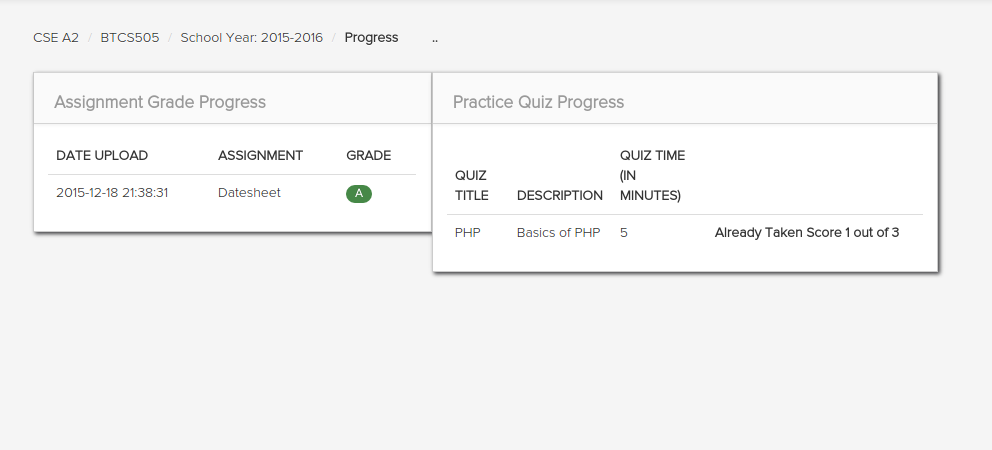 CSE A2 / BTCS505 / School Year: 2015-2016 / Progress ..
Assignment Grade Progress
DATE UPLOAD ASSIGNMENT GRADE
2015-12-18 21:38:31 Datesheet A
Practice Quiz Progress
QUIZ TITLE DESCRIPTION QUIZ TIME (IN MINUTES)
PHP Basics of PHP 5 Already Taken Score 1 out of 3